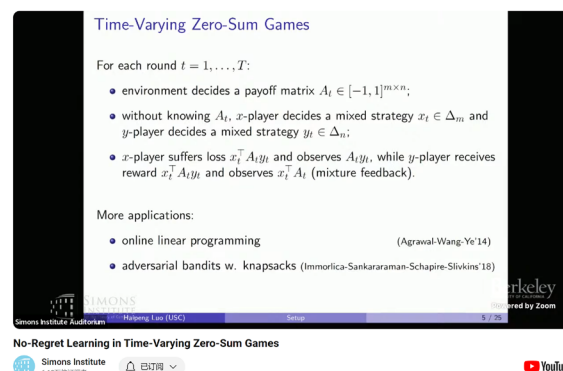 Time-Varying Zero-Sum Games
For each round t = 1, . . . , T:
environment decides a payoff matrix A_t ∈ [−1, 1]^{m×n};
without knowing A_t, x-player decides a mixed strategy x_t ∈ Δ_m and
y-player decides a mixed strategy y_t ∈ Δ_n;
x-player suffers loss x_t^⊤ A_t y_t and observes A_t y_t, while y-player receives
reward x_t^⊤ A_t y_t and observes x_t^⊤ A_t (mixture feedback).
More applications:
online linear programming (Agrawal-Wang-Ye'14)
adversarial bandits w. knapsacks (Immorlica-Sankararaman-Schapire-Slivkins'18)
SIMONS
INSTITUTE
erkeley
Powered by Zoom
Simons Institute Auditorium
Haipeng Luo (USC) Setup 5 / 25
No-Regret Learning in Time-Varying Zero-Sum Games
Simons Institute
已订阅
YouTu